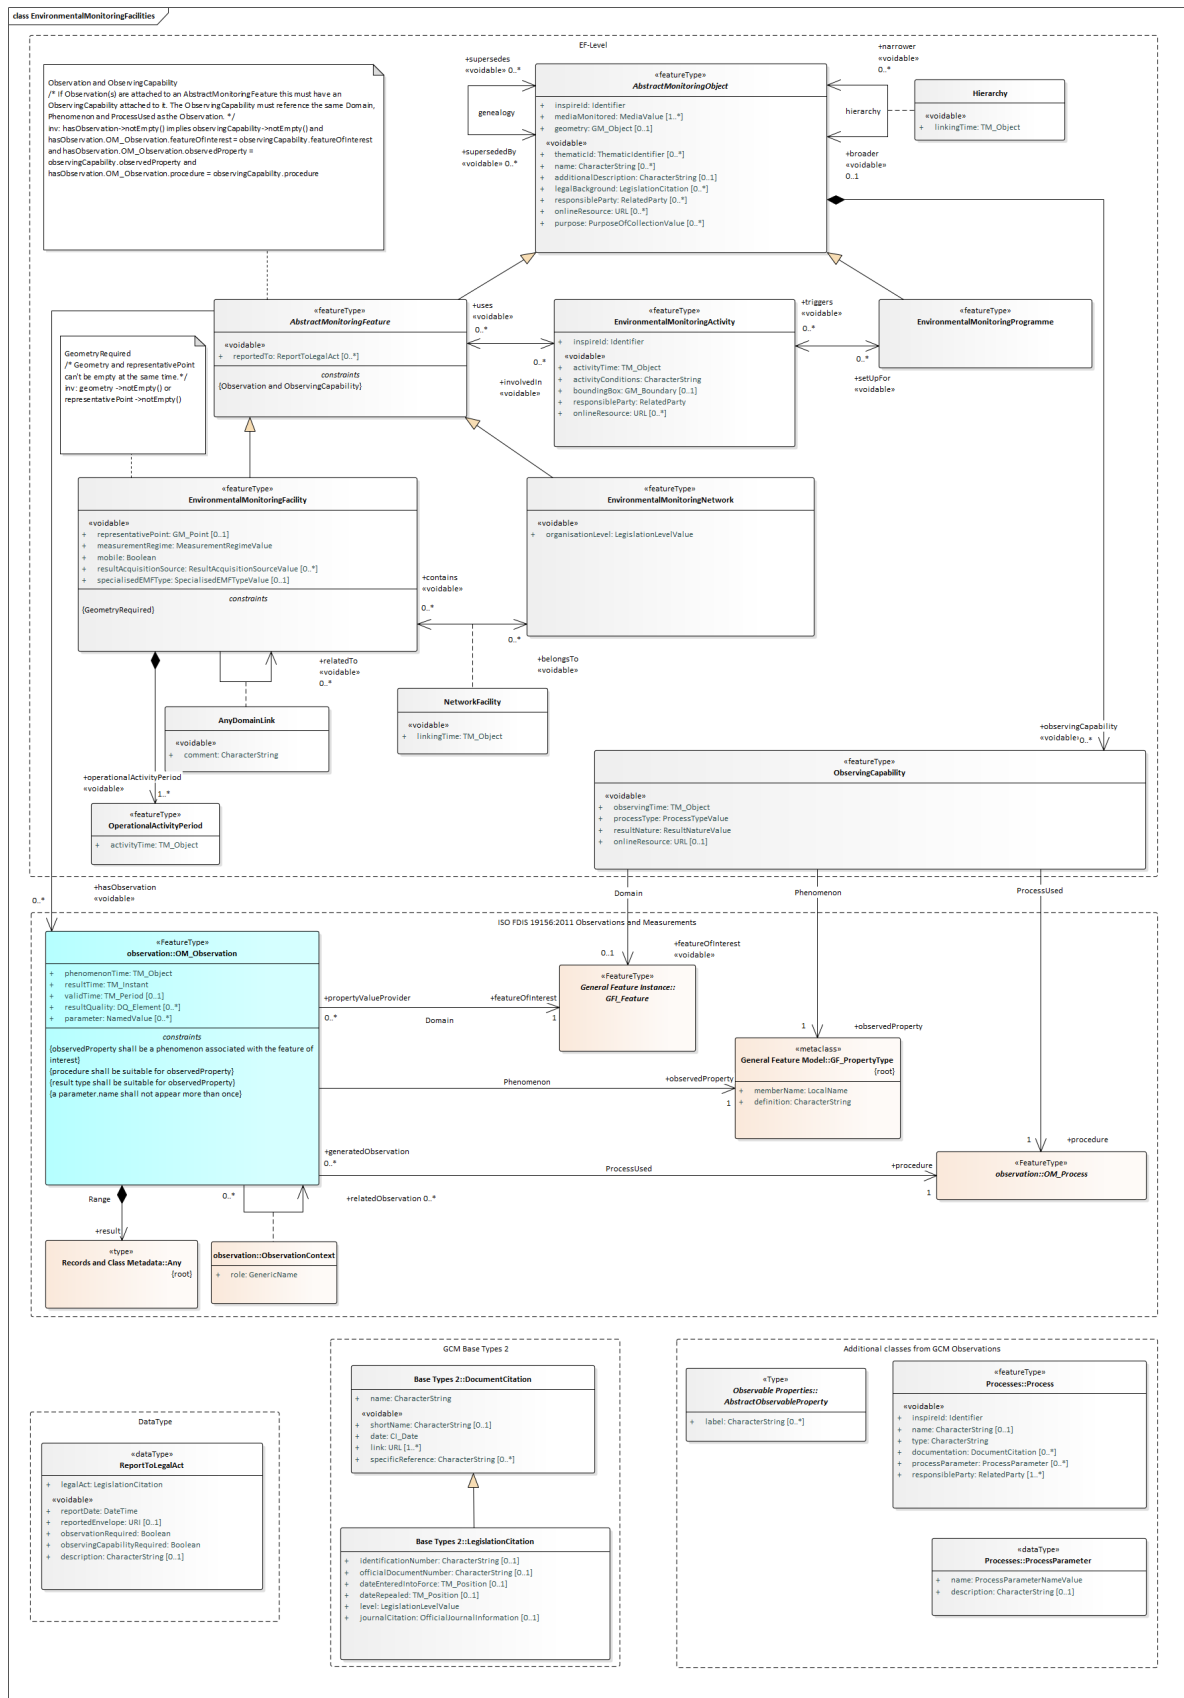 class EnvironmentalMonitoringFacilities
EF-Level
Observation and ObservingCapability
/* If Observation(s) are attached to an AbstractMonitoringFeature this must have an
ObservingCapability attached to it. The ObservingCapability must reference the same Domain,
Phenomenon and ProcessUsed as the Observation. */
inv: hasObservation->notEmpty() implies observingCapability->notEmpty() and
hasObservation.OM_Observation.featureOfInterest = observingCapability.featureOfInterest
and hasObservation.OM_Observation.observedProperty =
observingCapability.observedProperty and
hasObservation.OM_Observation.procedure = observingCapability.procedure
+supersedes
«voidable» 0..*
genealogy
+supersededBy
«voidable» 0..*
«featureType»
AbstractMonitoringObject
+ inspireId: Identifier
+ mediaMonitored: MediaValue [1..*]
+ geometry: GM_Object [0..1]
«voidable»
+ thematicId: ThematicIdentifier [0..*]
+ name: CharacterString [0..*]
+ additionalDescription: CharacterString [0..1]
+ legalBackground: LegislationCitation [0..*]
+ responsibleParty: RelatedParty [0..*]
+ onlineResource: URL [0..*]
+ purpose: PurposeOfCollectionValue [0..*]
+narrower
«voidable»
0..*
hierarchy
+broader
«voidable»
0..1
Hierarchy
«voidable»
+ linkingTime: TM_Object
«featureType»
AbstractMonitoringFeature
«voidable»
+ reportedTo: ReportToLegalAct [0..*]
constraints
{Observation and ObservingCapability}
+uses
«voidable»
0..*
0..*
+involvedIn
«voidable»
«featureType»
EnvironmentalMonitoringActivity
+ inspireId: Identifier
«voidable»
+ activityTime: TM_Object
+ activityConditions: CharacterString
+ boundingBox: GM_Boundary [0..1]
+ responsibleParty: RelatedParty
+ onlineResource: URL [0..*]
+triggers
«voidable»
0..*
0..*
+setUpFor
«voidable»
«featureType»
EnvironmentalMonitoringProgramme
GeometryRequired
/* Geometry and representativePoint
can't be empty at the same time.*/
inv: geometry ->notEmpty() or
representativePoint ->notEmpty()
«featureType»
EnvironmentalMonitoringFacility
«voidable»
+ representativePoint: GM_Point [0..1]
+ measurementRegime: MeasurementRegimeValue
+ mobile: Boolean
+ resultAcquisitionSource: ResultAcquisitionSourceValue [0..*]
+ specialisedEMFType: SpecialisedEMFTypeValue [0..1]
constraints
{GeometryRequired}
«featureType»
EnvironmentalMonitoringNetwork
«voidable»
+ organisationLevel: LegislationLevelValue
+contains
«voidable»
0..*
0..*
+belongsTo
«voidable»
+relatedTo
«voidable»
0..*
NetworkFacility
«voidable»
+ linkingTime: TM_Object
AnyDomainLink
«voidable»
+ comment: CharacterString
+operationalActivityPeriod
«voidable»
1..*
«featureType»
OperationalActivityPeriod
+ activityTime: TM_Object
+observingCapability
«voidable» 0..*
«featureType»
ObservingCapability
«voidable»
+ observingTime: TM_Object
+ processType: ProcessTypeValue
+ resultNature: ResultNatureValue
+ onlineResource: URL [0..1]
+hasObservation
«voidable»
0..*
Domain
Phenomenon
ProcessUsed
ISO FDIS 19156:2011 Observations and Measurements
«FeatureType»
observation::OM_Observation
+ phenomenonTime: TM_Object
+ resultTime: TM_Instant
+ validTime: TM_Period [0..1]
+ resultQuality: DQ_Element [0..*]
+ parameter: NamedValue [0..*]
constraints
{observedProperty shall be a phenomenon associated with the feature of
interest}
{procedure shall be suitable for observedProperty}
{result type shall be suitable for observedProperty}
{a parameter.name shall not appear more than once}
0..1
+featureOfInterest
«voidable»
«FeatureType»
General Feature Instance::
GFI_Feature
+propertyValueProvider
0..*
Domain
+featureOfInterest
1
1
+observedProperty
«metaclass»
General Feature Model::GF_PropertyType
{root}
+ memberName: LocalName
+ definition: CharacterString
Phenomenon
+observedProperty
1
1
+procedure
«FeatureType»
observation::OM_Process
+generatedObservation
0..*
ProcessUsed
+procedure
1
0..*
+relatedObservation 0..*
Range
+result
«type»
Records and Class Metadata::Any
{root}
observation::ObservationContext
+ role: GenericName
GCM Base Types 2
Base Types 2::DocumentCitation
+ name: CharacterString
«voidable»
+ shortName: CharacterString [0..1]
+ date: CI_Date
+ link: URL [1..*]
+ specificReference: CharacterString [0..*]
Base Types 2::LegislationCitation
+ identificationNumber: CharacterString [0..1]
+ officialDocumentNumber: CharacterString [0..1]
+ dateEnteredIntoForce: TM_Position [0..1]
+ dateRepealed: TM_Position [0..1]
+ level: LegislationLevelValue
+ journalCitation: OfficialJournalInformation [0..1]
DataType
«dataType»
ReportToLegalAct
+ legalAct: LegislationCitation
«voidable»
+ reportDate: DateTime
+ reportedEnvelope: URI [0..1]
+ observationRequired: Boolean
+ observingCapabilityRequired: Boolean
+ description: CharacterString [0..1]
Additional classes from GCM Observations
«Type»
Observable Properties::
AbstractObservableProperty
+ label: CharacterString [0..*]
«featureType»
Processes::Process
«voidable»
+ inspireId: Identifier
+ name: CharacterString [0..1]
+ type: CharacterString
+ documentation: DocumentCitation [0..*]
+ processParameter: ProcessParameter [0..*]
+ responsibleParty: RelatedParty [1..*]
«dataType»
Processes::ProcessParameter
+ name: ProcessParameterNameValue
+ description: CharacterString [0..1]